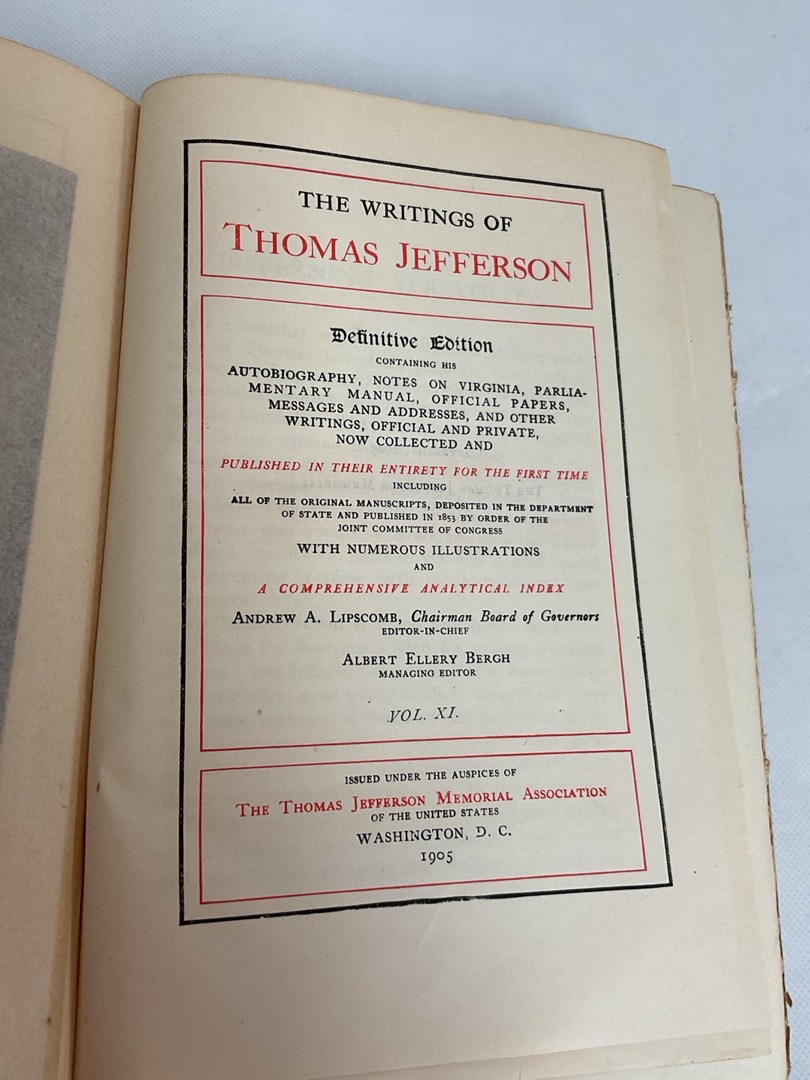 THE WRITINGS OF
THOMAS JEFFERSON
Definitive Edition
CONTAINING HIS
AUTOBIOGRAPHY, NOTES ON VIRGINIA, PARLIA-
MENTARY MANUAL, OFFICIAL PAPERS,
MESSAGES AND ADDRESSES, AND OTHER
WRITINGS, OFFICIAL AND PRIVATE,
NOW COLLECTED AND
PUBLISHED IN THEIR ENTIRETY FOR THE FIRST TIME
INCLUDING
ALL OF THE ORIGINAL MANUSCRIPTS, DEPOSITED IN THE DEPARTMENT
OF STATE AND PUBLISHED IN 1853 BY ORDER OF THE
JOINT COMMITTEE OF CONGRESS
WITH NUMEROUS ILLUSTRATIONS
AND
A COMPREHENSIVE ANALYTICAL INDEX
ANDREW A. LIPSCOMB, Chairman Board of Governors
EDITOR-IN-CHIEF
ALBERT ELLERY BERGH
MANAGING EDITOR
VOL. XI.
ISSUED UNDER THE AUSPICES OF
THE THOMAS JEFFERSON MEMORIAL ASSOCIATION
OF THE UNITED STATES
WASHINGTON, D. C.
1905